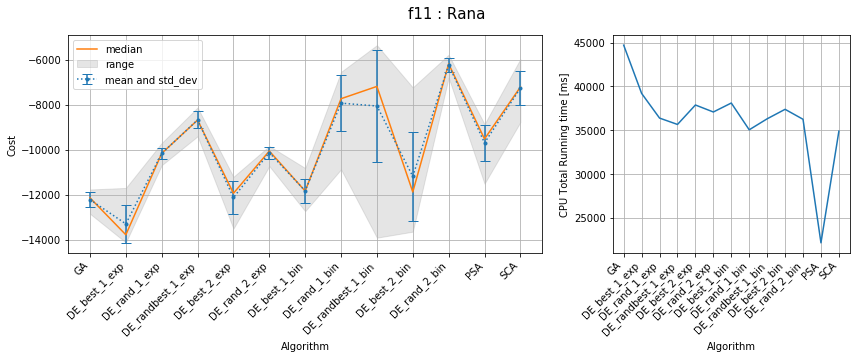 f11 : Rana
median
range
mean and std_dev
Cost
−6000
−8000
−10000
−12000
−14000
GA
DE_best_1_exp
DE_rand_1_exp
DE_randbest_1_exp
DE_best_2_exp
DE_rand_2_exp
DE_best_1_bin
DE_rand_1_bin
DE_randbest_1_bin
DE_best_2_bin
DE_rand_2_bin
PSA
SCA
Algorithm
CPU Total Running time [ms]
45000
40000
35000
30000
25000
GA
DE_best_1_exp
DE_rand_1_exp
DE_randbest_1_exp
DE_best_2_exp
DE_rand_2_exp
DE_best_1_bin
DE_rand_1_bin
DE_randbest_1_bin
DE_best_2_bin
DE_rand_2_bin
PSA
SCA
Algorithm